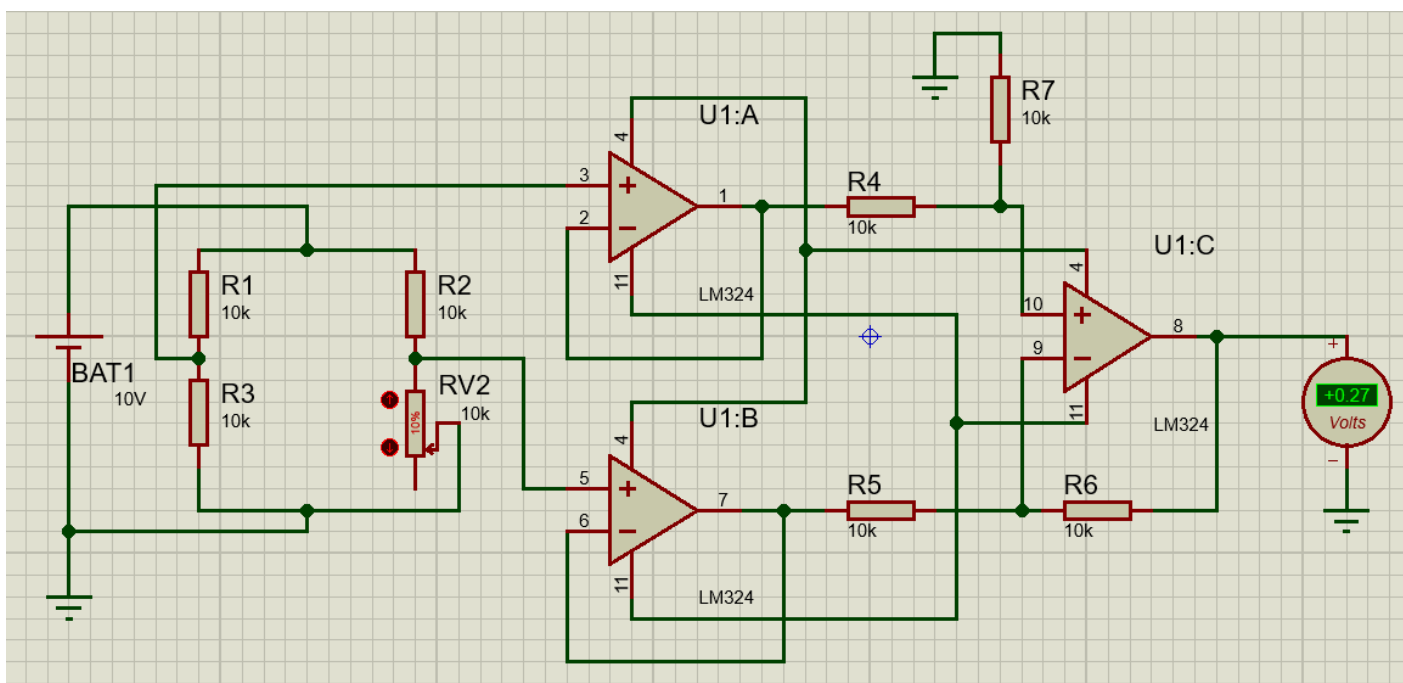 R7
10k
U1:A
4
3
+
1
2
−
11
LM324
R4
10k
U1:C
4
10
+
8
9
−
11
LM324
R1
10k
R2
10k
BAT1
10V
R3
10k
RV2
10k
10%
U1:B
4
5
+
7
6
−
11
LM324
R5
10k
R6
10k
+
+0.27
Volts
−